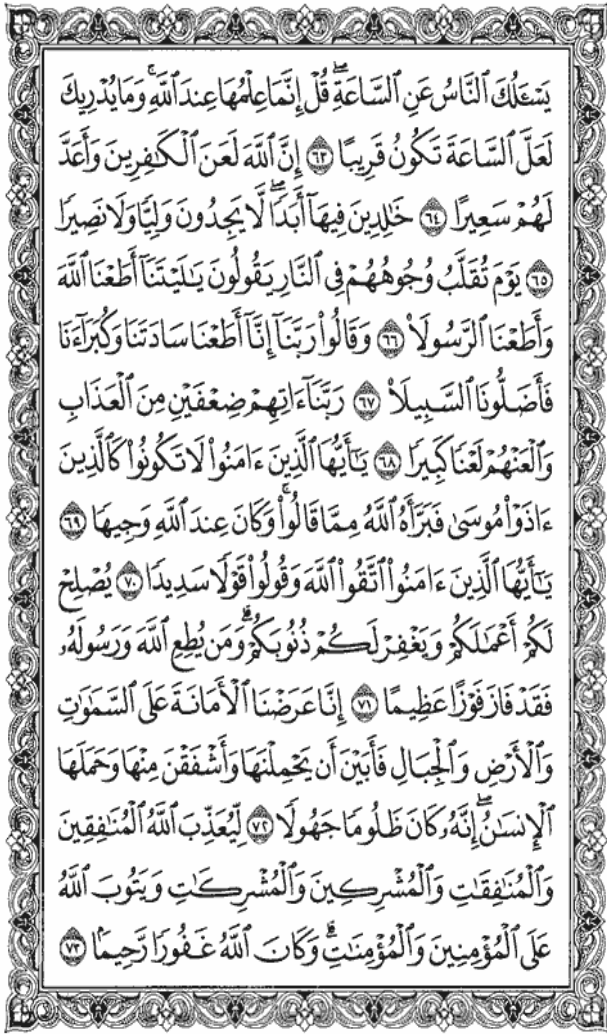 يَسْـَٔلُكَ ٱلنَّاسُ عَنِ ٱلسَّاعَةِۖ قُلْ إِنَّمَا عِلْمُهَا عِندَ ٱللَّهِۚ وَمَا يُدْرِيكَ
لَعَلَّ ٱلسَّاعَةَ تَكُونُ قَرِيبًا ﴿٦٣﴾ إِنَّ ٱللَّهَ لَعَنَ ٱلْكَٰفِرِينَ وَأَعَدَّ
لَهُمْ سَعِيرًا ﴿٦٤﴾ خَٰلِدِينَ فِيهَآ أَبَدًاۖ لَّا يَجِدُونَ وَلِيًّا وَلَا نَصِيرًا
﴿٦٥﴾ يَوْمَ تُقَلَّبُ وُجُوهُهُمْ فِى ٱلنَّارِ يَقُولُونَ يَٰلَيْتَنَآ أَطَعْنَا ٱللَّهَ
وَأَطَعْنَا ٱلرَّسُولَا۠ ﴿٦٦﴾ وَقَالُوا۟ رَبَّنَآ إِنَّآ أَطَعْنَا سَادَتَنَا وَكُبَرَآءَنَا
فَأَضَلُّونَا ٱلسَّبِيلَا۠ ﴿٦٧﴾ رَبَّنَآ ءَاتِهِمْ ضِعْفَيْنِ مِنَ ٱلْعَذَابِ
وَٱلْعَنْهُمْ لَعْنًا كَبِيرًا ﴿٦٨﴾ يَٰٓأَيُّهَا ٱلَّذِينَ ءَامَنُوا۟ لَا تَكُونُوا۟ كَٱلَّذِينَ
ءَاذَوْا۟ مُوسَىٰ فَبَرَّأَهُ ٱللَّهُ مِمَّا قَالُوا۟ۚ وَكَانَ عِندَ ٱللَّهِ وَجِيهًا ﴿٦٩﴾
يَٰٓأَيُّهَا ٱلَّذِينَ ءَامَنُوا۟ ٱتَّقُوا۟ ٱللَّهَ وَقُولُوا۟ قَوْلًا سَدِيدًا ﴿٧٠﴾ يُصْلِحْ
لَكُمْ أَعْمَٰلَكُمْ وَيَغْفِرْ لَكُمْ ذُنُوبَكُمْۗ وَمَن يُطِعِ ٱللَّهَ وَرَسُولَهُۥ
فَقَدْ فَازَ فَوْزًا عَظِيمًا ﴿٧١﴾ إِنَّا عَرَضْنَا ٱلْأَمَانَةَ عَلَى ٱلسَّمَٰوَٰتِ
وَٱلْأَرْضِ وَٱلْجِبَالِ فَأَبَيْنَ أَن يَحْمِلْنَهَا وَأَشْفَقْنَ مِنْهَا وَحَمَلَهَا
ٱلْإِنسَٰنُۖ إِنَّهُۥ كَانَ ظَلُومًا جَهُولًا ﴿٧٢﴾ لِّيُعَذِّبَ ٱللَّهُ ٱلْمُنَٰفِقِينَ
وَٱلْمُنَٰفِقَٰتِ وَٱلْمُشْرِكِينَ وَٱلْمُشْرِكَٰتِ وَيَتُوبَ ٱللَّهُ
عَلَى ٱلْمُؤْمِنِينَ وَٱلْمُؤْمِنَٰتِۗ وَكَانَ ٱللَّهُ غَفُورًا رَّحِيمًۢا ﴿٧٣﴾